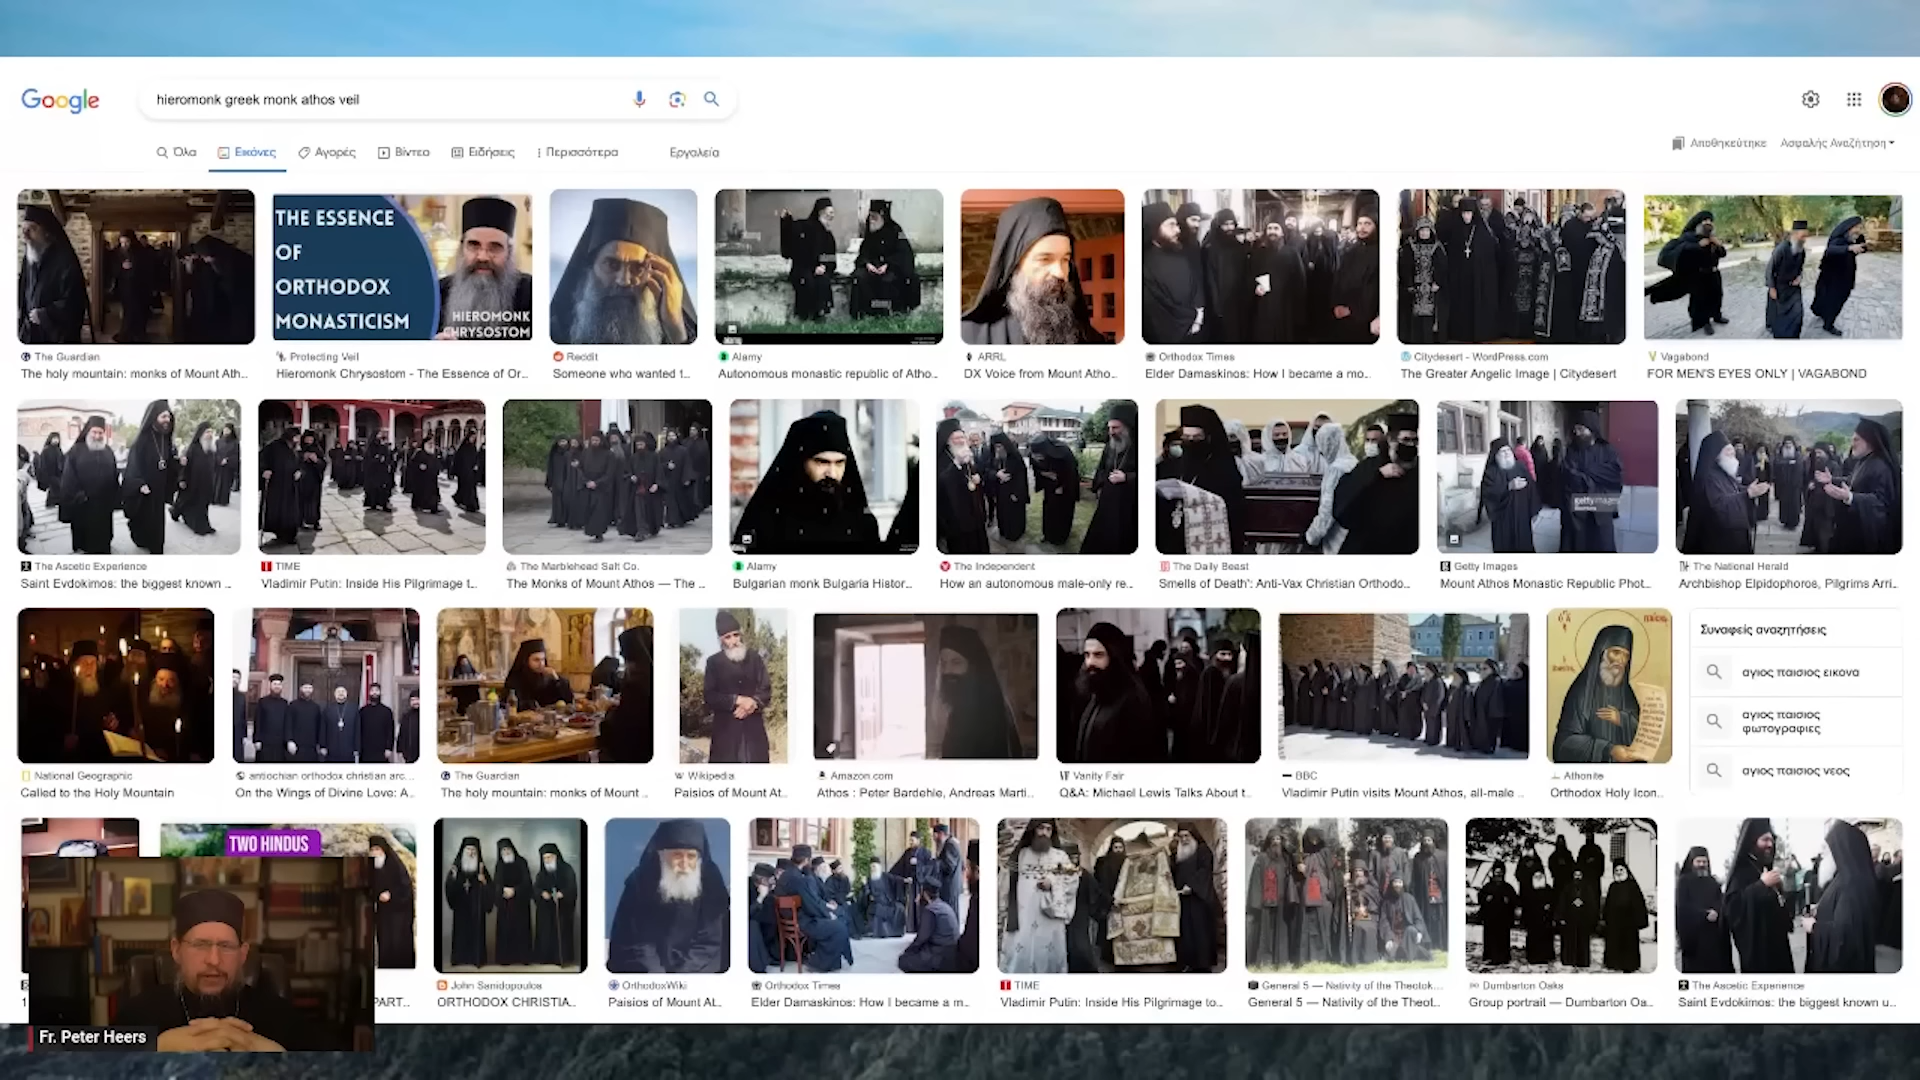 Google
hieromonk greek monk athos veil
Όλα
Εικόνες
Αγορές
Βίντεο
Ειδήσεις
Περισσότερα
Εργαλεία
Αποθηκεύτηκε
Ασφαλής Αναζήτηση
THE ESSENCE
OF
ORTHODOX
MONASTICISM
HIEROMONK
CHRYSOSTOM
The Guardian
The holy mountain: monks of Mount Ath...
Protecting Veil
Hieromonk Chrysostom - The Essence of Or...
Reddit
Someone who wanted t...
Alamy
Autonomous monastic republic of Atho...
ARRL
DX Voice from Mount Atho...
Orthodox Times
Elder Damaskinos: How I became a mo...
Citydesert - WordPress.com
The Greater Angelic Image | Citydesert
Vagabond
FOR MEN'S EYES ONLY | VAGABOND
gettyimages
The Ascetic Experience
Saint Evdokimos: the biggest known ...
TIME
Vladimir Putin: Inside His Pilgrimage t...
The Marblehead Salt Co.
The Monks of Mount Athos — The ...
Alamy
Bulgarian monk Bulgaria Histor...
The Independent
How an autonomous male-only re...
The Daily Beast
Smells of Death': Anti-Vax Christian Orthodo...
Getty Images
Mount Athos Monastic Republic Phot...
The National Herald
Archbishop Elpidophoros, Pilgrims Arri...
Συναφείς αναζητήσεις
αγιος παισιος εικονα
αγιος παισιος
φωτογραφιες
αγιος παισιος νεος
National Geographic
Called to the Holy Mountain
antiochian orthodox christian arc...
On the Wings of Divine Love: A...
The Guardian
The holy mountain: monks of Mount ...
Wikipedia
Paisios of Mount At...
Amazon.com
Athos : Peter Bardehle, Andreas Marti...
Vanity Fair
Q&A: Michael Lewis Talks About t...
BBC
Vladimir Putin visits Mount Athos, all-male ...
Athonite
Orthodox Holy Icon...
TWO HINDUS
1
PART...
John Sanidopoulos
ORTHODOX CHRISTIA...
OrthodoxWiki
Paisios of Mount At...
Orthodox Times
Elder Damaskinos: How I became a m...
TIME
Vladimir Putin: Inside His Pilgrimage to...
General 5 — Nativity of the Theotok...
General 5 — Nativity of the Theot...
Dumbarton Oaks
Group portrait — Dumbarton Oa...
The Ascetic Experience
Saint Evdokimos: the biggest known u...
Fr. Peter Heers